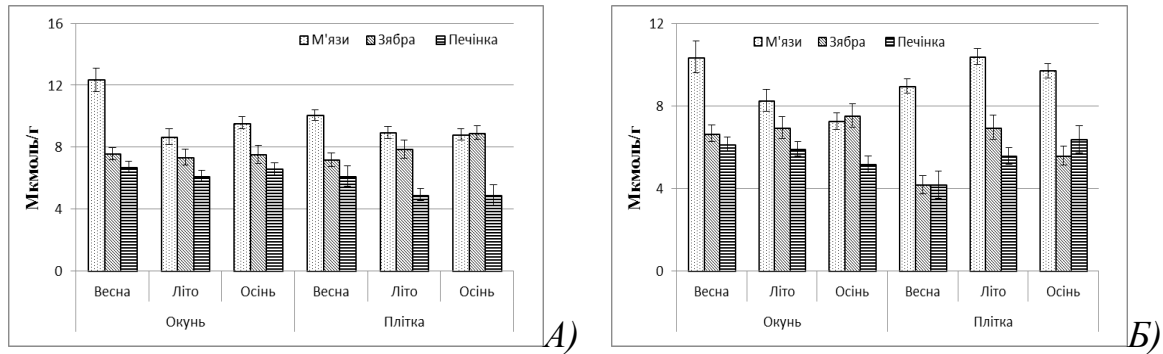 16
12
8
4
0
Мкмоль/г
М'язи Зябра Печінка
Весна Літо Осінь Весна Літо Осінь
Окунь Плітка
А)
12
8
4
0
Мкмоль/г
М'язи Зябра Печінка
Весна Літо Осінь Весна Літо Осінь
Окунь Плітка
Б)